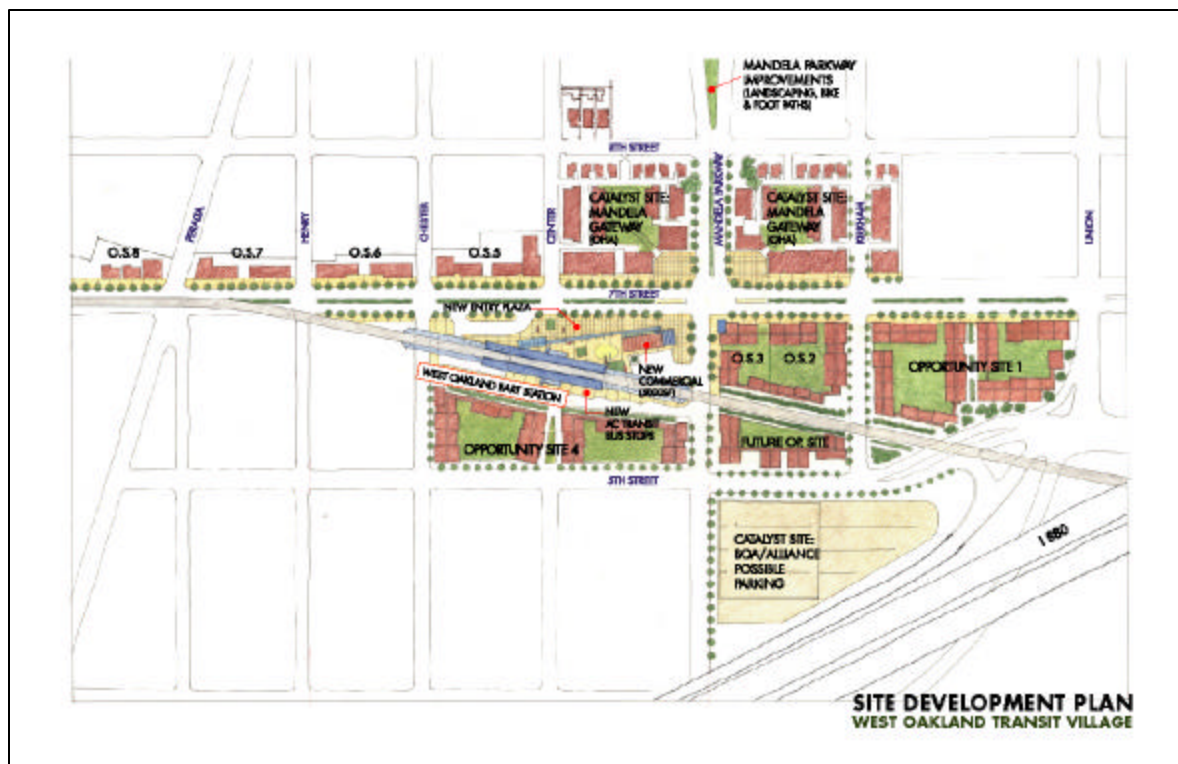 MANDELA PARKWAY
IMPROVEMENTS
(LANDSCAPING, BIKE
& FOOT PATHS)
8TH STREET
MANDELA PARKWAY
CATALYST SITE:
MANDELA
GATEWAY
(OHA)
CATALYST SITE:
MANDELA
GATEWAY
(OHA)
PERALTA
HENRY
CHESTER
CENTER
KIRKHAM
UNION
O.S.8
O.S.7
O.S.6
O.S.5
7TH STREET
NEW ENTRY PLAZA
O.S.3
O.S.2
OPPORTUNITY SITE 1
WEST OAKLAND BART STATION
NEW
COMMERCIAL
NEW
AC TRANSIT
BUS STOPS
OPPORTUNITY SITE 4
FUTURE OP. SITE
5TH STREET
CATALYST SITE:
BOA/ALLIANCE
POSSIBLE
PARKING
I 880
SITE DEVELOPMENT PLAN
WEST OAKLAND TRANSIT VILLAGE